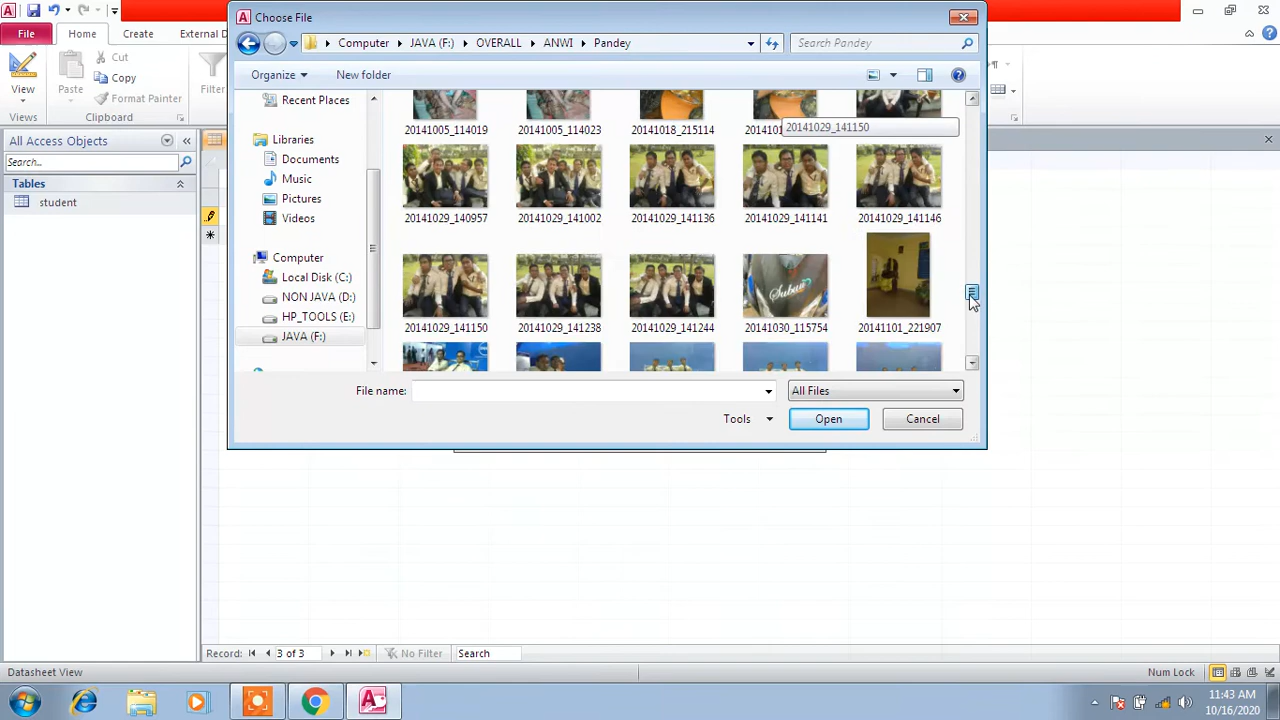 Choose File
File
Home
Create
External D
View
Views
Paste
Cut
Copy
Format Painter
Clipboard
Filter
Computer
JAVA (F:)
OVERALL
ANWI
Pandey
Search Pandey
Organize
New folder
All Access Objects
Search...
Tables
student
Recent Places
Libraries
Documents
Music
Pictures
Videos
Computer
Local Disk (C:)
NON JAVA (D:)
HP_TOOLS (E:)
JAVA (F:)
20141005_114019
20141005_114023
20141018_215114
20141029_141150
20141029_140957
20141029_141002
20141029_141136
20141029_141141
20141029_141146
20141029_141150
20141029_141238
20141029_141244
20141030_115754
20141101_221907
File name:
All Files
Tools
Open
Cancel
Record:
3 of 3
No Filter
Search
Datasheet View
Num Lock
11:43 AM
10/16/2020